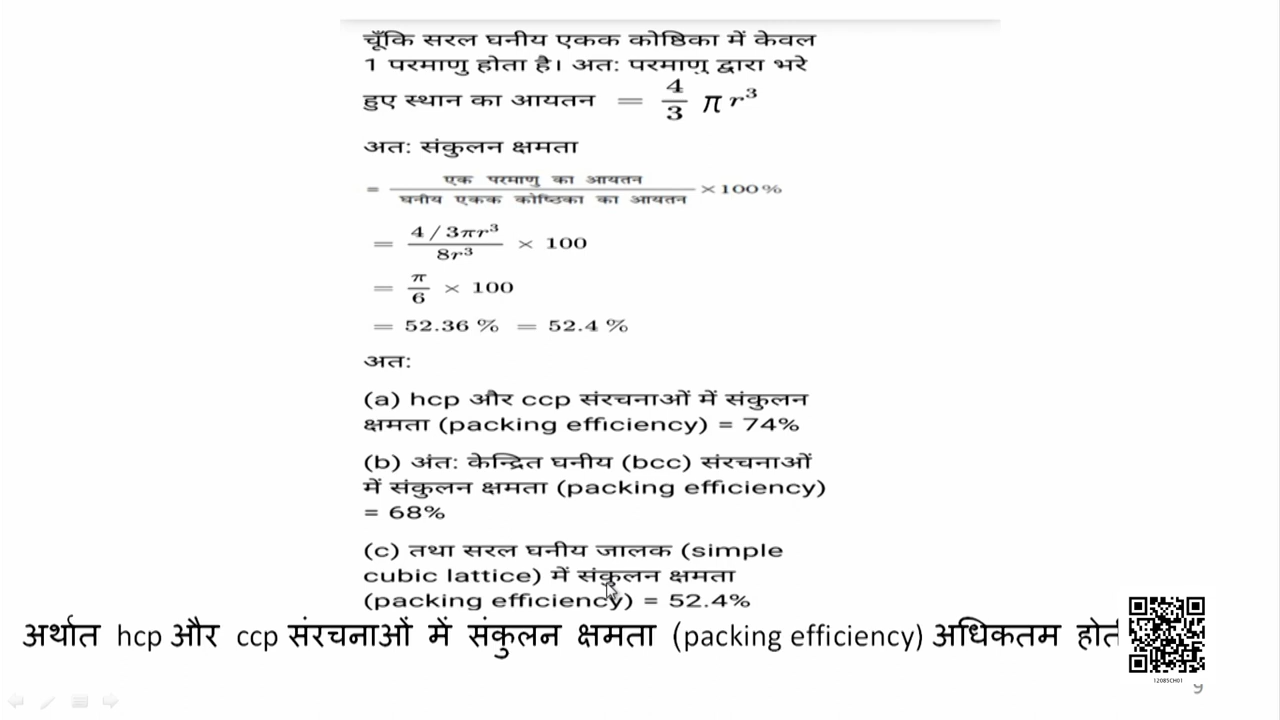 चूँकि सरल घनीय एकक कोष्ठिका में केवल
1 परमाणु होता है। अत: परमाणु द्वारा भरे
हुए स्थान का आयतन = 4/3 π r³
अत: संकुलन क्षमता
= एक परमाणु का आयतन / घनीय एकक कोष्ठिका का आयतन × 100%
= 4 / 3πr³ / 8r³ × 100
= π/6 × 100
= 52.36 % = 52.4 %
अत:
(a) hcp और ccp संरचनाओं में संकुलन
क्षमता (packing efficiency) = 74%
(b) अंत: केन्द्रित घनीय (bcc) संरचनाओं
में संकुलन क्षमता (packing efficiency)
= 68%
(c) तथा सरल घनीय जालक (simple
cubic lattice) में संकुलन क्षमता
(packing efficiency) = 52.4%
अर्थात hcp और ccp संरचनाओं में संकुलन क्षमता (packing efficiency) अधिकतम
12085CH01
9